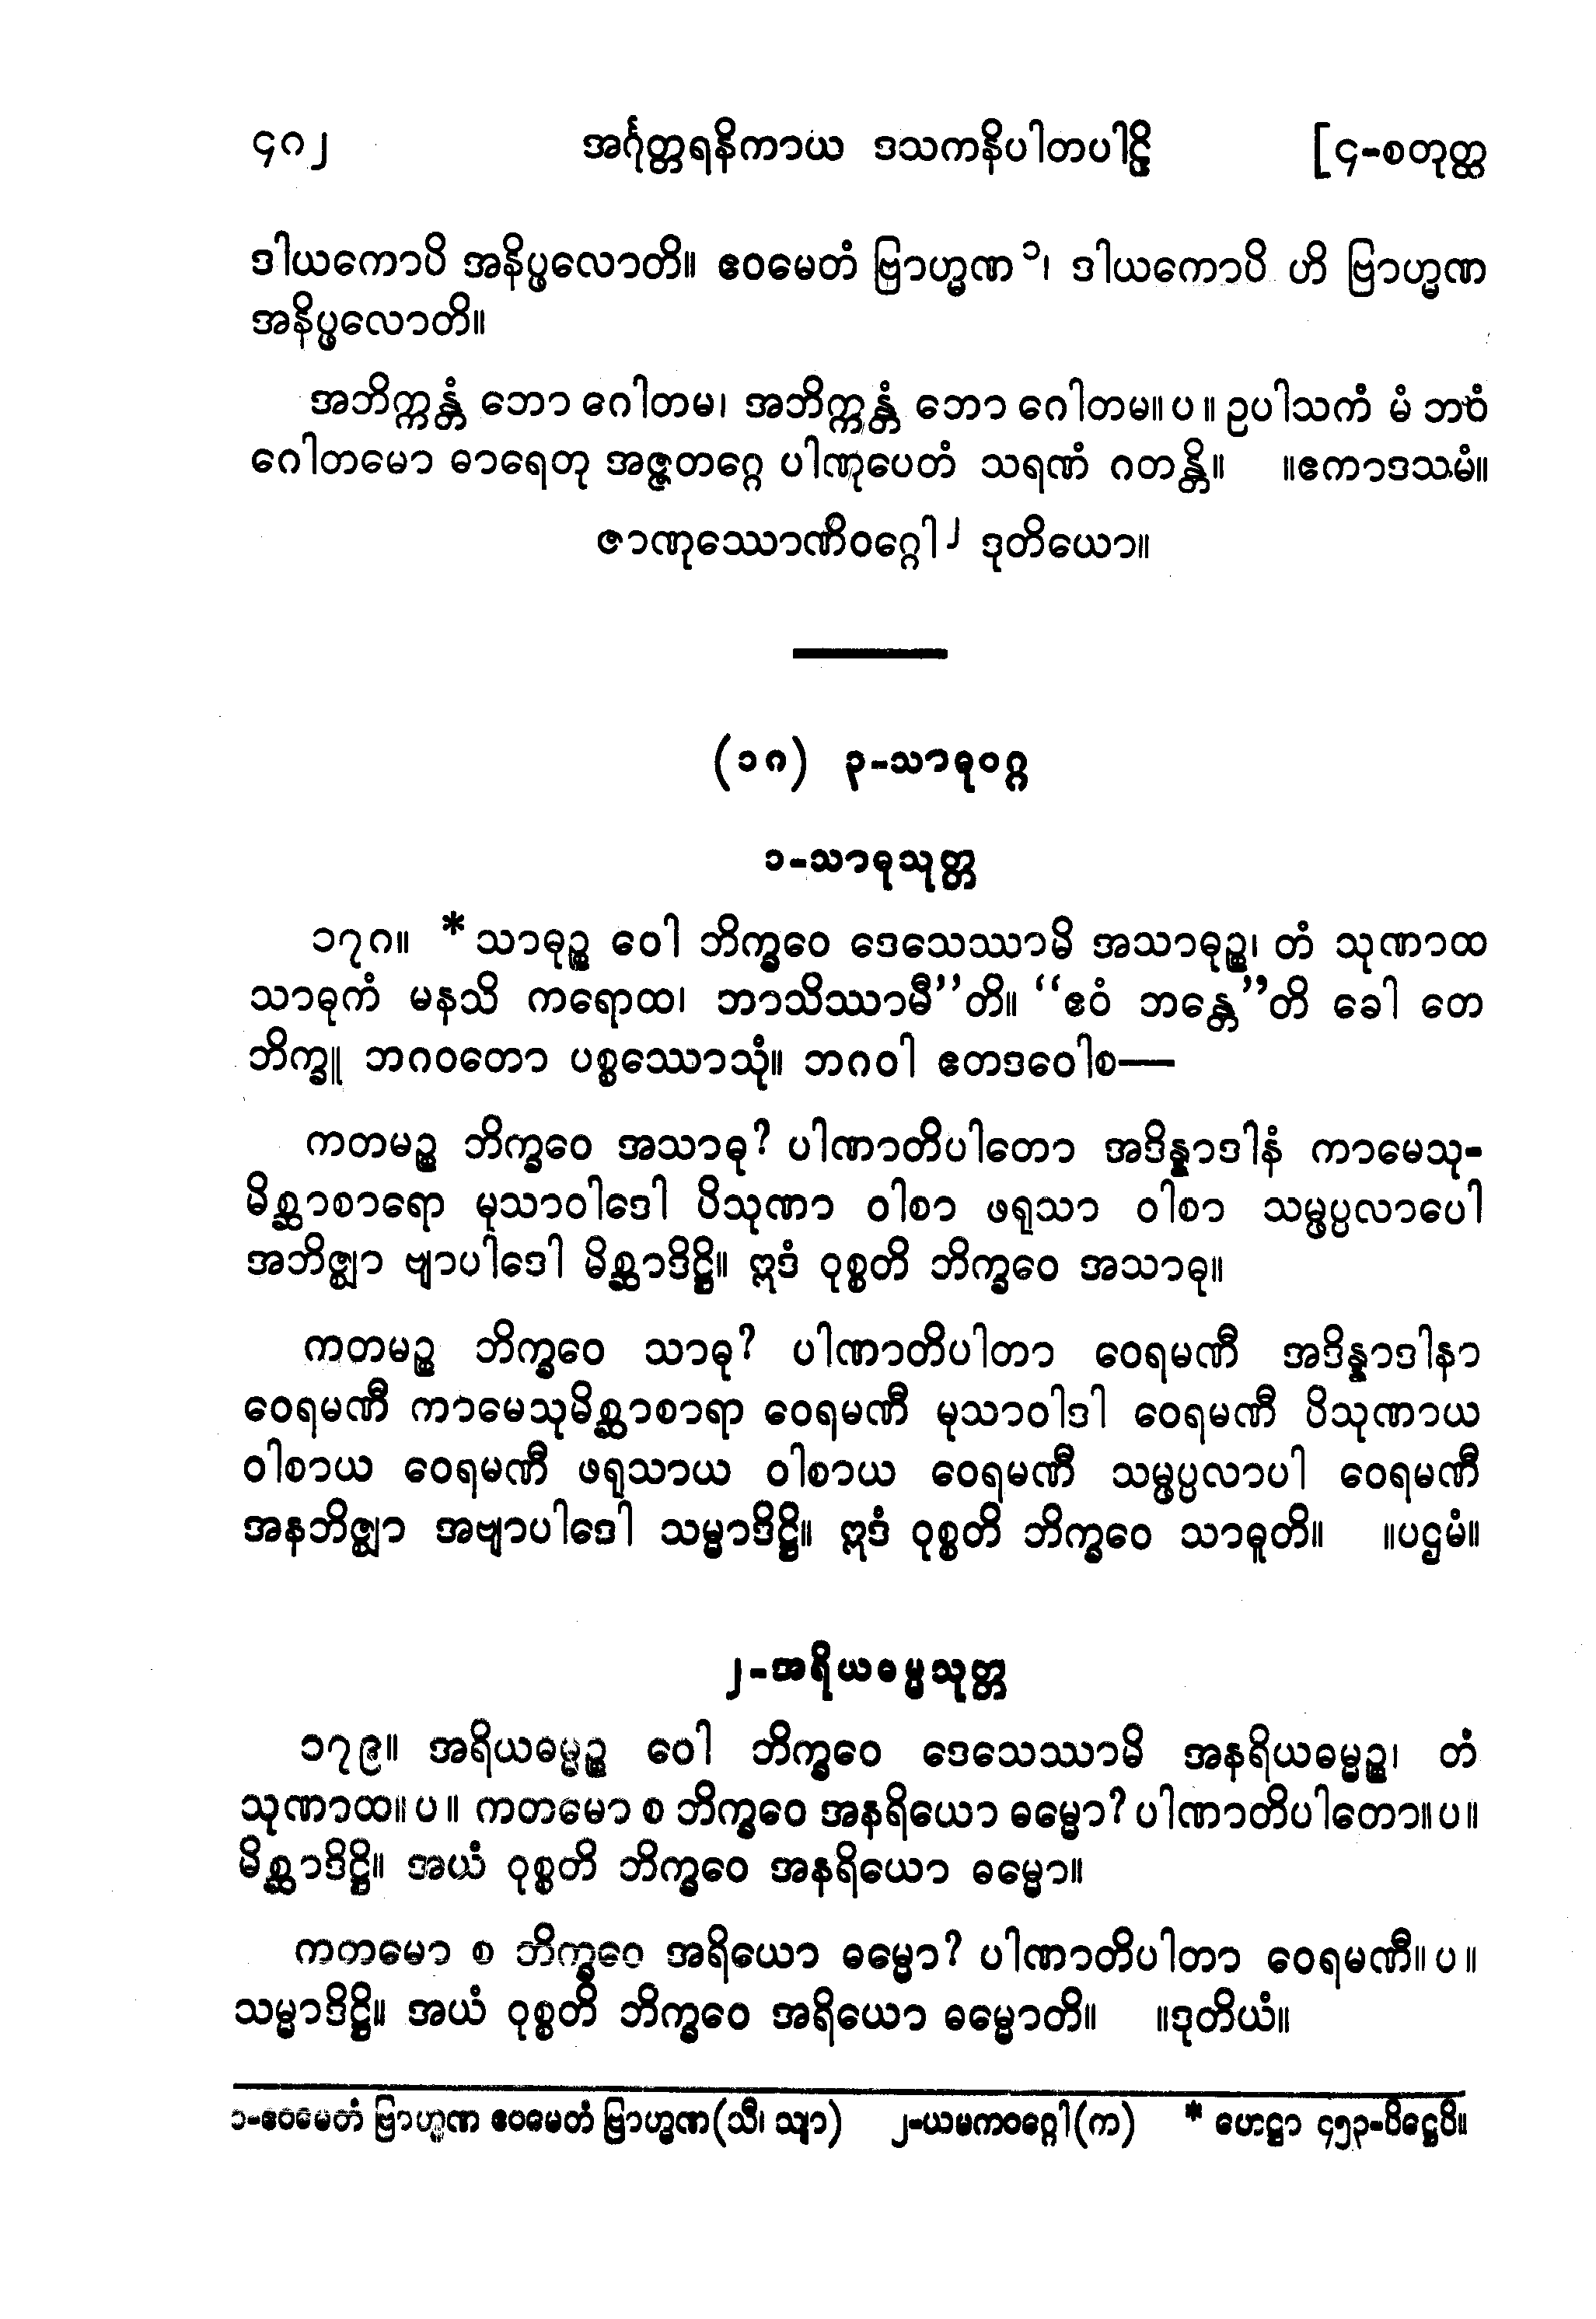 ၄၈၂ အင်္ဂုတ္တရနိကာယ ဒသကနိပါတပါဠိ [၄-စတုတ္ထ
ဒါယကောပိ အနိပ္ဖလောတိ။ ဧဝမေတံ ဗြာဟ္မဏ ၁၊ ဒါယကောပိ ဟိ ဗြာဟ္မဏ
အနိပ္ဖလောတိ။
အဘိက္ကန္တံ ဘော ဂေါတမ၊ အဘိက္ကန္တံ ဘော ဂေါတမ။ ပ ။ ဥပါသကံ မံ ဘဝံ
ဂေါတမော ဓာရေတု အဇ္ဇတဂ္ဂေ ပါဏုပေတံ သရဏံ ဂတန္တိ။ ။ဧကာဒသမံ။
ဇာဏုဿောဏိဝဂ္ဂေါ ၂ ဒုတိယော။
(၁၈) ၃-သာဓုဝဂ္ဂ
၁-သာဓုသုတ္တ
၁၇၈။ * သာဓုဉ္စ ဝေါ ဘိက္ခဝေ ဒေသေဿာမိ အသာဓုဉ္စ၊ တံ သုဏာထ
သာဓုကံ မနသိ ကရောထ၊ ဘာသိဿာမီ”တိ။ “ဧဝံ ဘန္တေ”တိ ခေါ တေ
ဘိက္ခူ ဘဂဝတော ပစ္စဿောသုံ။ ဘဂဝါ ဧတဒဝေါစ—
ကတမဉ္စ ဘိက္ခဝေ အသာဓု? ပါဏာတိပါတော အဒိန္နာဒါနံ ကာမေသု-
မိစ္ဆာစာရော မုသာဝါဒေါ ပိသုဏာ ဝါစာ ဖရုသာ ဝါစာ သမ္ဖပ္ပလာပေါ
အဘိဇ္ဈာ ဗျာပါဒေါ မိစ္ဆာဒိဋ္ဌိ။ ဣဒံ ဝုစ္စတိ ဘိက္ခဝေ အသာဓု။
ကတမဉ္စ ဘိက္ခဝေ သာဓု? ပါဏာတိပါတာ ဝေရမဏီ အဒိန္နာဒါနာ
ဝေရမဏီ ကာမေသုမိစ္ဆာစာရာ ဝေရမဏီ မုသာဝါဒါ ဝေရမဏီ ပိသုဏာယ
ဝါစာယ ဝေရမဏီ ဖရုသာယ ဝါစာယ ဝေရမဏီ သမ္ဖပ္ပလာပါ ဝေရမဏီ
အနဘိဇ္ဈာ အဗျာပါဒေါ သမ္မာဒိဋ္ဌိ။ ဣဒံ ဝုစ္စတိ ဘိက္ခဝေ သာဓူတိ။ ။ပဌမံ။
၂-အရိယဓမ္မသုတ္တ
၁၇၉။ အရိယဓမ္မဉ္စ ဝေါ ဘိက္ခဝေ ဒေသေဿာမိ အနရိယဓမ္မဉ္စ၊ တံ
သုဏာထ။ ပ ။ ကတမော စ ဘိက္ခဝေ အနရိယော ဓမ္မော? ပါဏာတိပါတော။ ပ ။
မိစ္ဆာဒိဋ္ဌိ။ အယံ ဝုစ္စတိ ဘိက္ခဝေ အနရိယော ဓမ္မော။
ကတမော စ ဘိက္ခဝေ အရိယော ဓမ္မော? ပါဏာတိပါတာ ဝေရမဏီ။ ပ ။
သမ္မာဒိဋ္ဌိ။ အယံ ဝုစ္စတိ ဘိက္ခဝေ အရိယော ဓမ္မောတိ။ ။ဒုတိယံ။
၁-ဧဝမေတံ ဗြာဟ္မဏ ဧဝမေတံ ဗြာဟ္မဏ (သီ၊ သျာ) ၂-ယမကဝဂ္ဂေါ (က) * ဟေဋ္ဌာ ၄၅၃-ပိဋ္ဌေပိ။